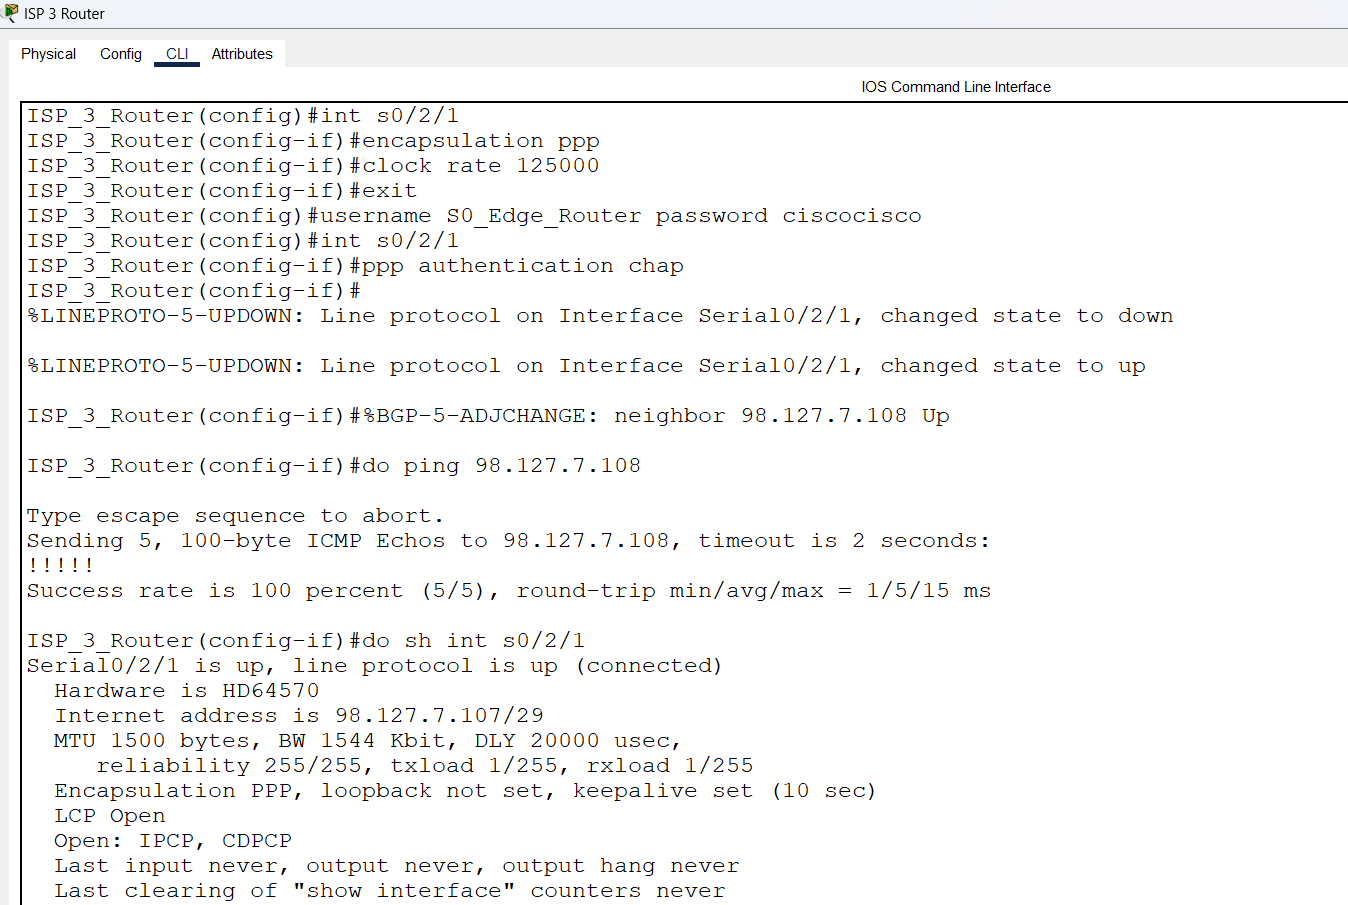 ISP 3 Router
Physical Config CLI Attributes
IOS Command Line Interface
ISP_3_Router(config)#int s0/2/1
ISP_3_Router(config-if)#encapsulation ppp
ISP_3_Router(config-if)#clock rate 125000
ISP_3_Router(config-if)#exit
ISP_3_Router(config)#username S0_Edge_Router password ciscocisco
ISP_3_Router(config)#int s0/2/1
ISP_3_Router(config-if)#ppp authentication chap
ISP_3_Router(config-if)#
%LINEPROTO-5-UPDOWN: Line protocol on Interface Serial0/2/1, changed state to down
%LINEPROTO-5-UPDOWN: Line protocol on Interface Serial0/2/1, changed state to up
ISP_3_Router(config-if)#%BGP-5-ADJCHANGE: neighbor 98.127.7.108 Up
ISP_3_Router(config-if)#do ping 98.127.7.108
Type escape sequence to abort.
Sending 5, 100-byte ICMP Echos to 98.127.7.108, timeout is 2 seconds:
!!!!!
Success rate is 100 percent (5/5), round-trip min/avg/max = 1/5/15 ms
ISP_3_Router(config-if)#do sh int s0/2/1
Serial0/2/1 is up, line protocol is up (connected)
Hardware is HD64570
Internet address is 98.127.7.107/29
MTU 1500 bytes, BW 1544 Kbit, DLY 20000 usec,
reliability 255/255, txload 1/255, rxload 1/255
Encapsulation PPP, loopback not set, keepalive set (10 sec)
LCP Open
Open: IPCP, CDPCP
Last input never, output never, output hang never
Last clearing of "show interface" counters never